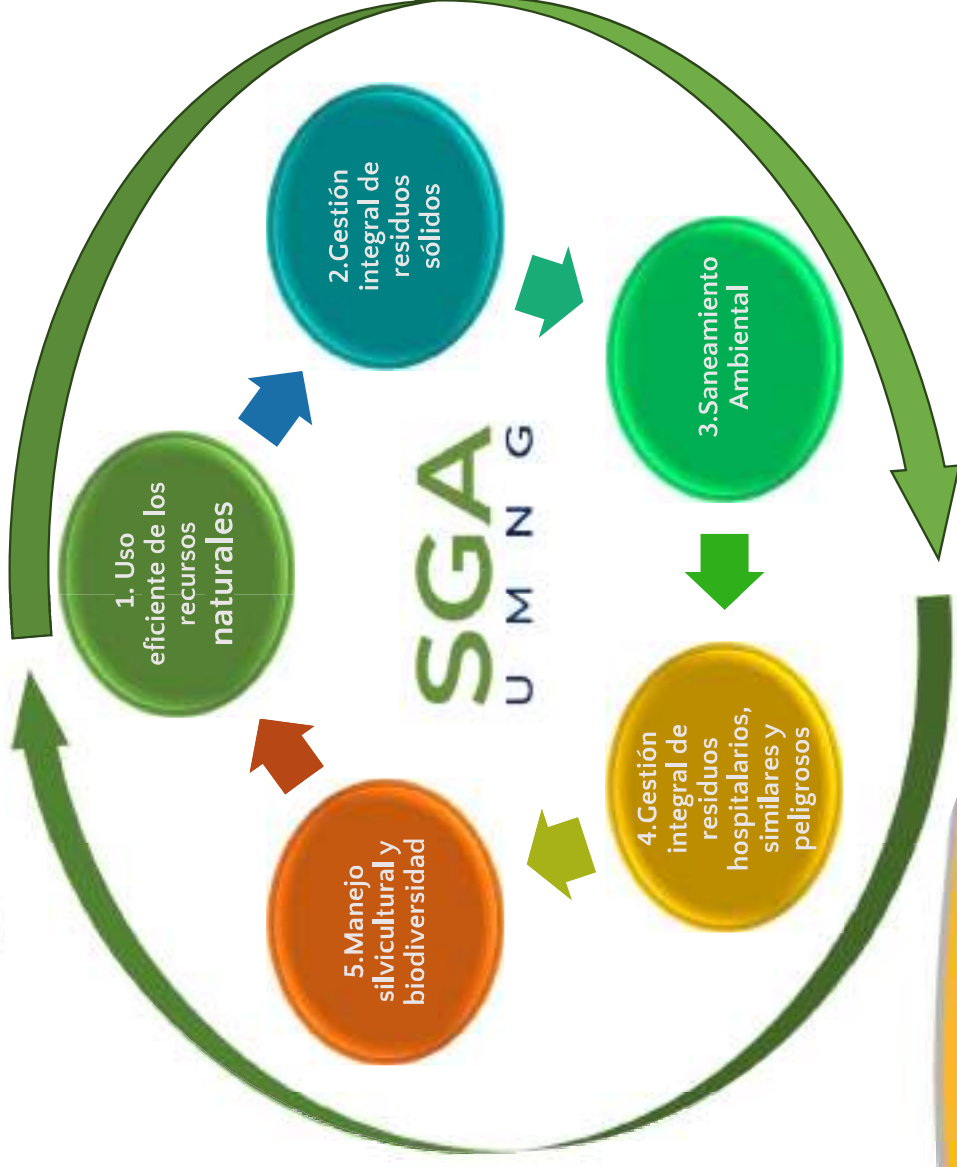 1. Uso
eficiente de los
recursos
naturales
2.Gestión
integral de
residuos
sólidos
3.Saneamiento
Ambiental
4.Gestión
integral de
residuos
hospitalarios,
similares y
peligrosos
5.Manejo
silvicultural y
biodiversidad
SGA
U M N G